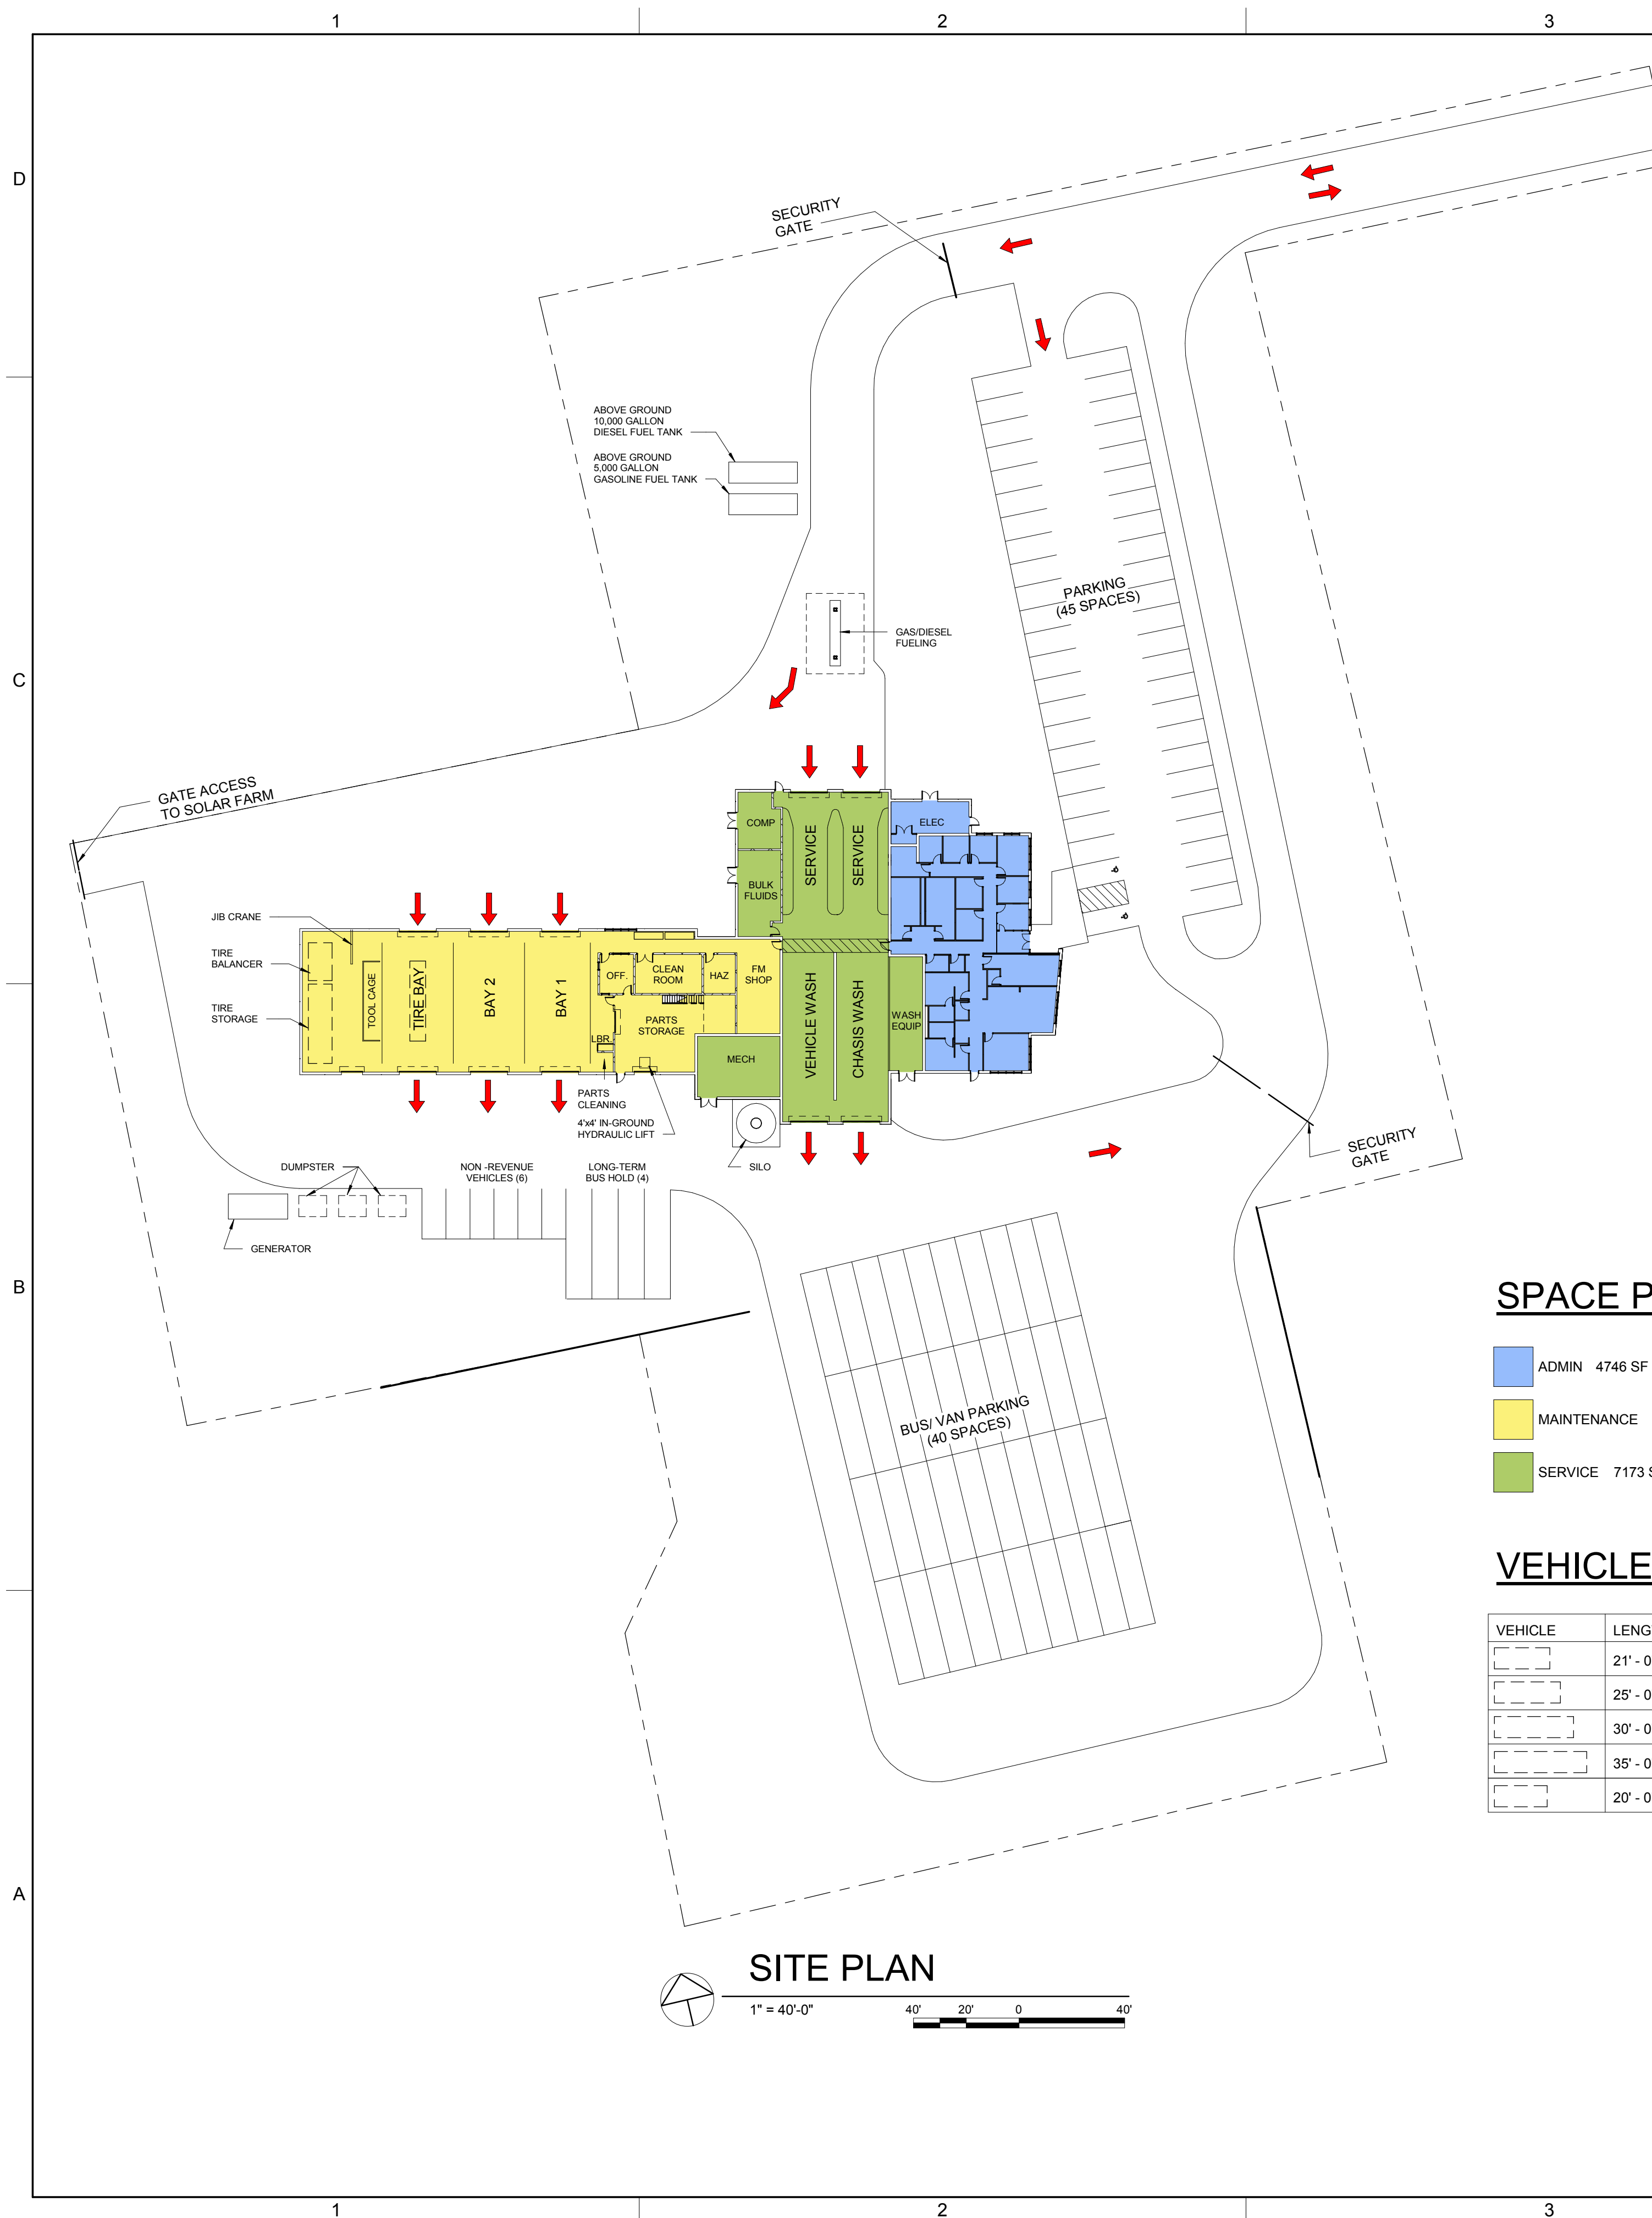 1
2
3
D
SECURITY
GATE
ABOVE GROUND
10,000 GALLON
DIESEL FUEL TANK
ABOVE GROUND
5,000 GALLON
GASOLINE FUEL TANK
PARKING
(45 SPACES)
GAS/DIESEL
FUELING
C
GATE ACCESS
TO SOLAR FARM
COMP
SERVICE
SERVICE
ELEC
BULK
FLUIDS
JIB CRANE
TIRE
BALANCER
TIRE
STORAGE
TOOL CAGE
TIRE BAY
BAY 2
BAY 1
OFF.
CLEAN
ROOM
HAZ
FM
SHOP
PARTS
STORAGE
LBR.
MECH
VEHICLE WASH
CHASIS WASH
WASH
EQUIP
PARTS
CLEANING
4'x4' IN-GROUND
HYDRAULIC LIFT
SILO
SECURITY
GATE
DUMPSTER
NON -REVENUE
VEHICLES (6)
LONG-TERM
BUS HOLD (4)
GENERATOR
B
BUS/ VAN PARKING
(40 SPACES)
SPACE P
ADMIN 4746 SF
MAINTENANCE
SERVICE 7173 S
VEHICLE
VEHICLE LENG
21' - 0
25' - 0
30' - 0
35' - 0
20' - 0
A
SITE PLAN
1" = 40'-0"
40' 20' 0 40'
1
2
3